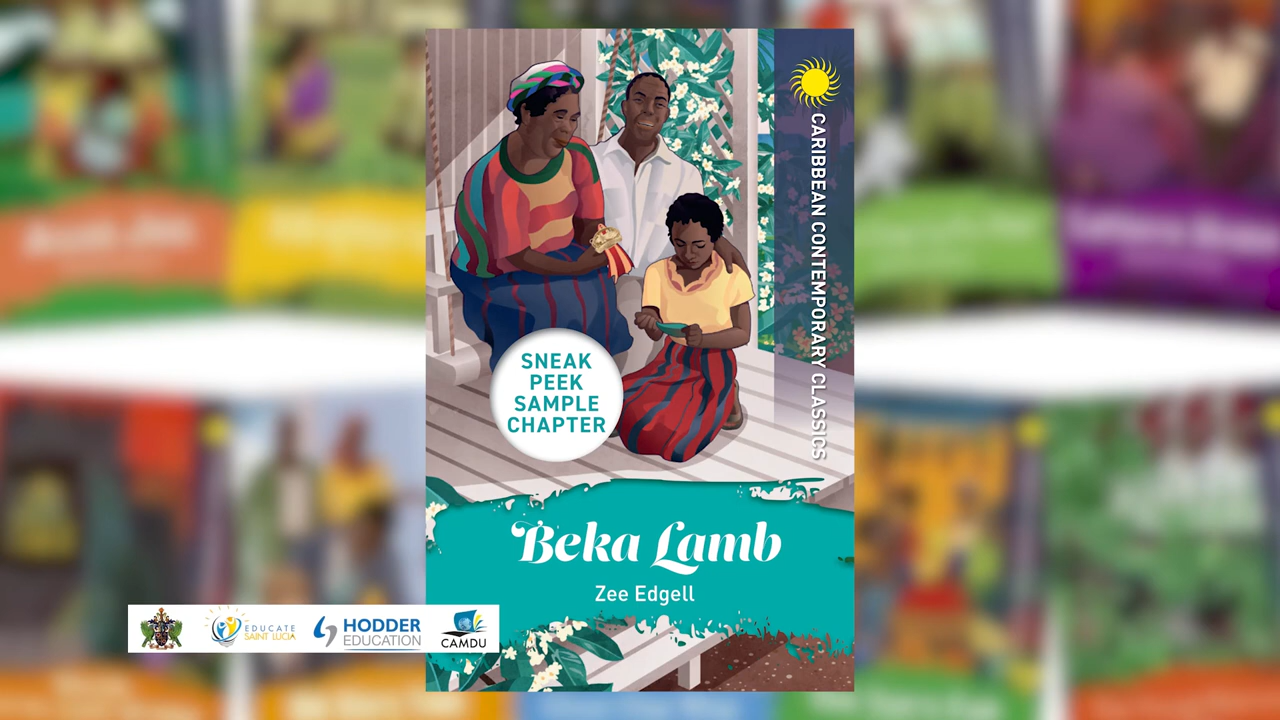 CARIBBEAN CONTEMPORARY CLASSICS
SNEAK
PEEK
SAMPLE
CHAPTER
Beka Lamb
Zee Edgell
EDUCATE
SAINT LUCIA
HODDER
EDUCATION
CAMDU